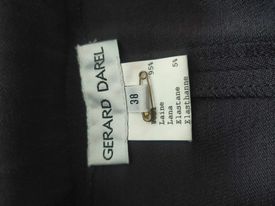 GERARD DAREL
38
95% Laine
Lana
Elastane 5%
Elasthanne